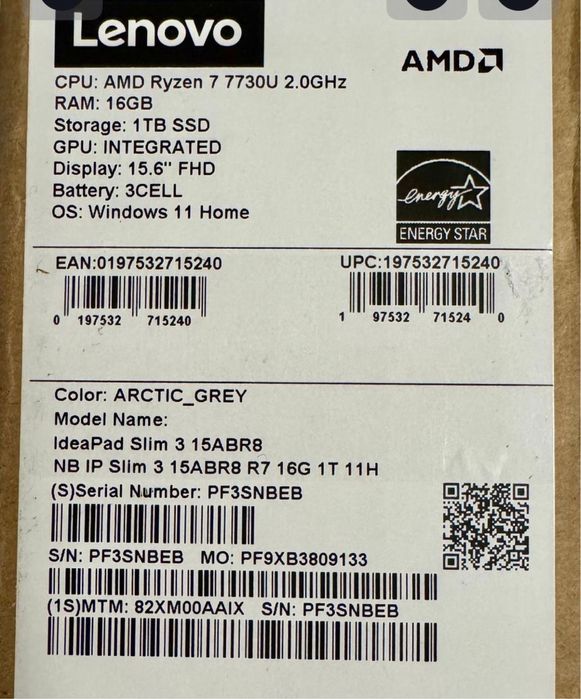 Lenovo
AMD
CPU: AMD Ryzen 7 7730U 2.0GHz
RAM: 16GB
Storage: 1TB SSD
GPU: INTEGRATED
Display: 15.6" FHD
Battery: 3CELL
OS: Windows 11 Home
energy
ENERGY STAR
EAN:0197532715240
0 197532 715240
UPC:197532715240
1 97532 71524 0
Color: ARCTIC_GREY
Model Name:
IdeaPad Slim 3 15ABR8
NB IP Slim 3 15ABR8 R7 16G 1T 11H
(S)Serial Number: PF3SNBEB
S/N: PF3SNBEB MO: PF9XB3809133
(1S)MTM: 82XM00AAIX S/N: PF3SNBEB